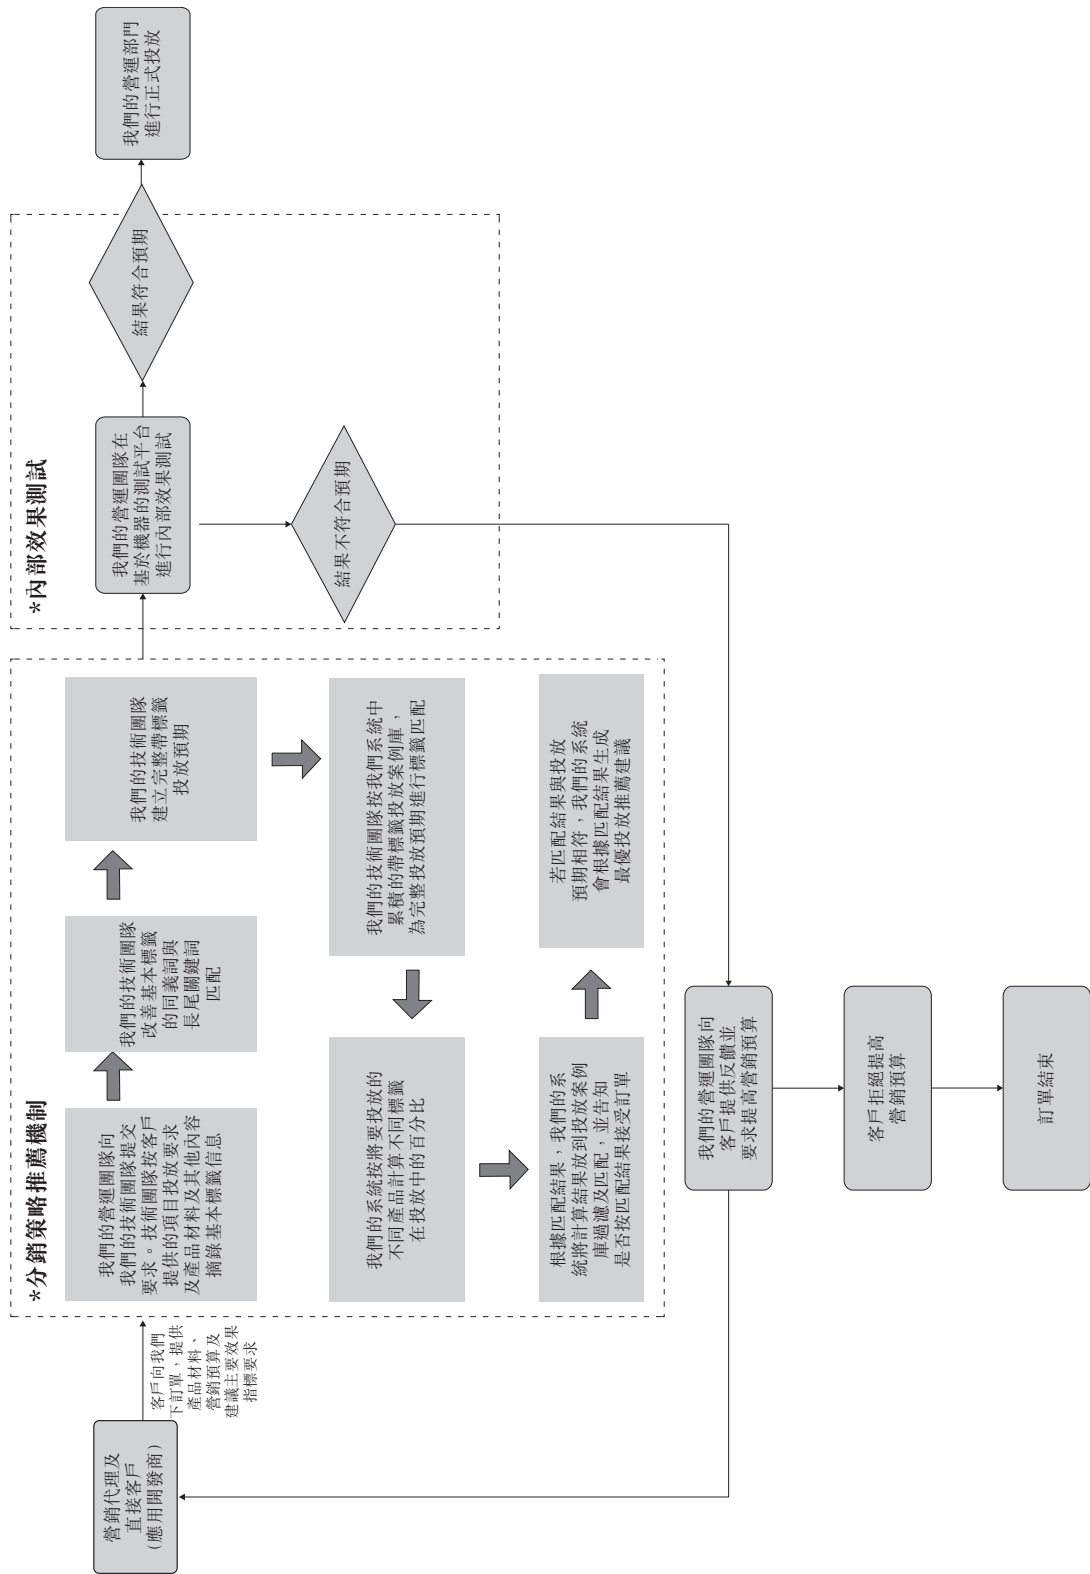 營銷代理及
直接客戶
（應用開發商）
客戶向我們
下訂單，提供
產品材料、
營銷預算及
建議主要效果
指標要求
*分銷策略推薦機制
我們的營運團隊向
我們的技術團隊提交
要求。技術團隊按客戶
提供的項目投放要求
及產品材料及其他內容
摘錄基本標籤信息
我們的技術團隊
改善基本標籤
的同義詞與
長尾關鍵詞
匹配
我們的技術團隊
建立完整帶標籤
投放預期
我們的技術團隊按我們系統中
累積的帶標籤投放案例庫，
為完整投放預期進行標籤匹配
我們的系統按將要投放的
不同產品計算不同標籤
在投放中的百分比
根據匹配結果，我們的系
統將計算結果放到投放案例
庫過濾及匹配，並告知
是否按匹配結果接受訂單
若匹配結果與投放
預期相符，我們的系統
會根據匹配結果生成
最優投放推薦建議
*內部效果測試
我們的營運團隊在
基於機器的測試平台
進行內部效果測試
結果符合預期
結果不符合預期
我們的營運部門
進行正式投放
我們的營運團隊向
客戶提供反饋並
要求提高營銷預算
客戶拒絕提高
營銷預算
訂單結束